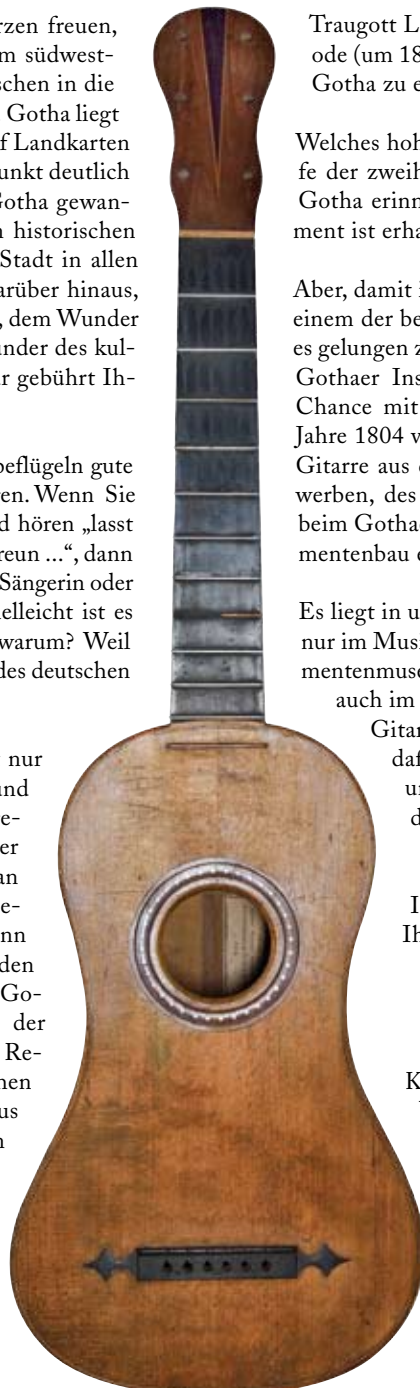 rzen freuen,
m südwest-
schen in die
Gotha liegt
f Landkarten
unkt deutlich
Gotha gewan-
n historischen
Stadt in allen
arüber hinaus,
, dem Wunder
under des kul-
ür gebührt Ih-
beflügeln gute
ren. Wenn Sie
d hören „lasst
reun ...“, dann
Sängerin oder
elleicht ist es
warum? Weil
des deutschen
nur
und
e-
er
an
e-
nn
den
Go-
der
Re-
hen
us
n
Traugott L
ode (um 18
Gotha zu e
Welches hoh
fe der zweih
Gotha erinn
ment ist erha
Aber, damit i
einem der be
es gelungen z
Gothaer Ins
Chance mit
Jahre 1804 v
Gitarre aus
werben, des
beim Gotha
mentenbau
Es liegt in u
nur im Musi
mentenmus
auch im
Gitar
daf
u
d
I
Ih
K